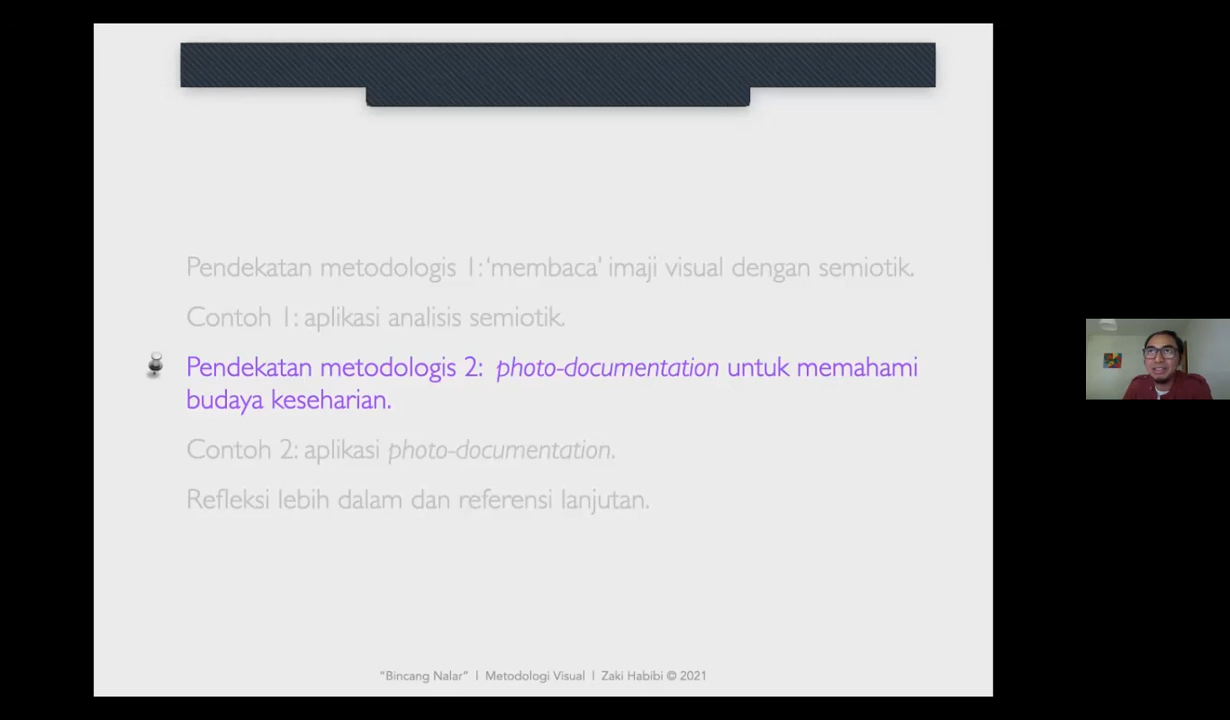 Pendekatan metodologis 1: ‘membaca’ imaji visual dengan semiotik.
Contoh 1: aplikasi analisis semiotik.
Pendekatan metodologis 2: photo-documentation untuk memahami
budaya keseharian.
Contoh 2: aplikasi photo-documentation.
Refleksi lebih dalam dan referensi lanjutan.
“Bincang Nalar” | Metodologi Visual | Zaki Habibi © 2021